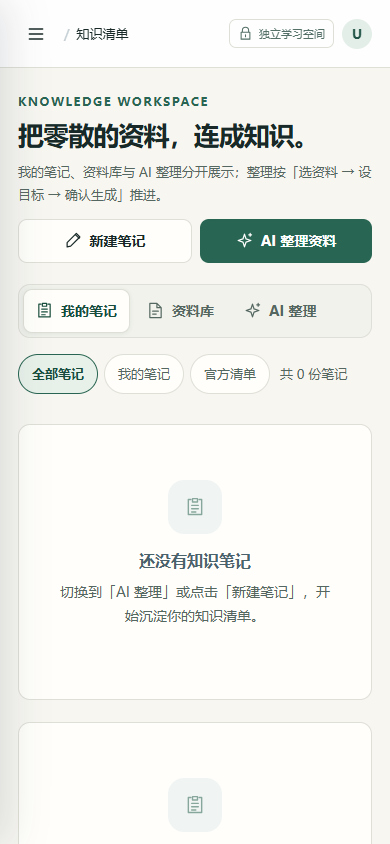 / 知识清单
独立学习空间
U
KNOWLEDGE WORKSPACE
把零散的资料，连成知识。
我的笔记、资料库与 AI 整理分开展示；整理按「选资料 → 设
目标 → 确认生成」推进。
新建笔记
AI 整理资料
我的笔记
资料库
AI 整理
全部笔记
我的笔记
官方清单
共 0 份笔记
还没有知识笔记
切换到「AI 整理」或点击「新建笔记」，开
始沉淀你的知识清单。